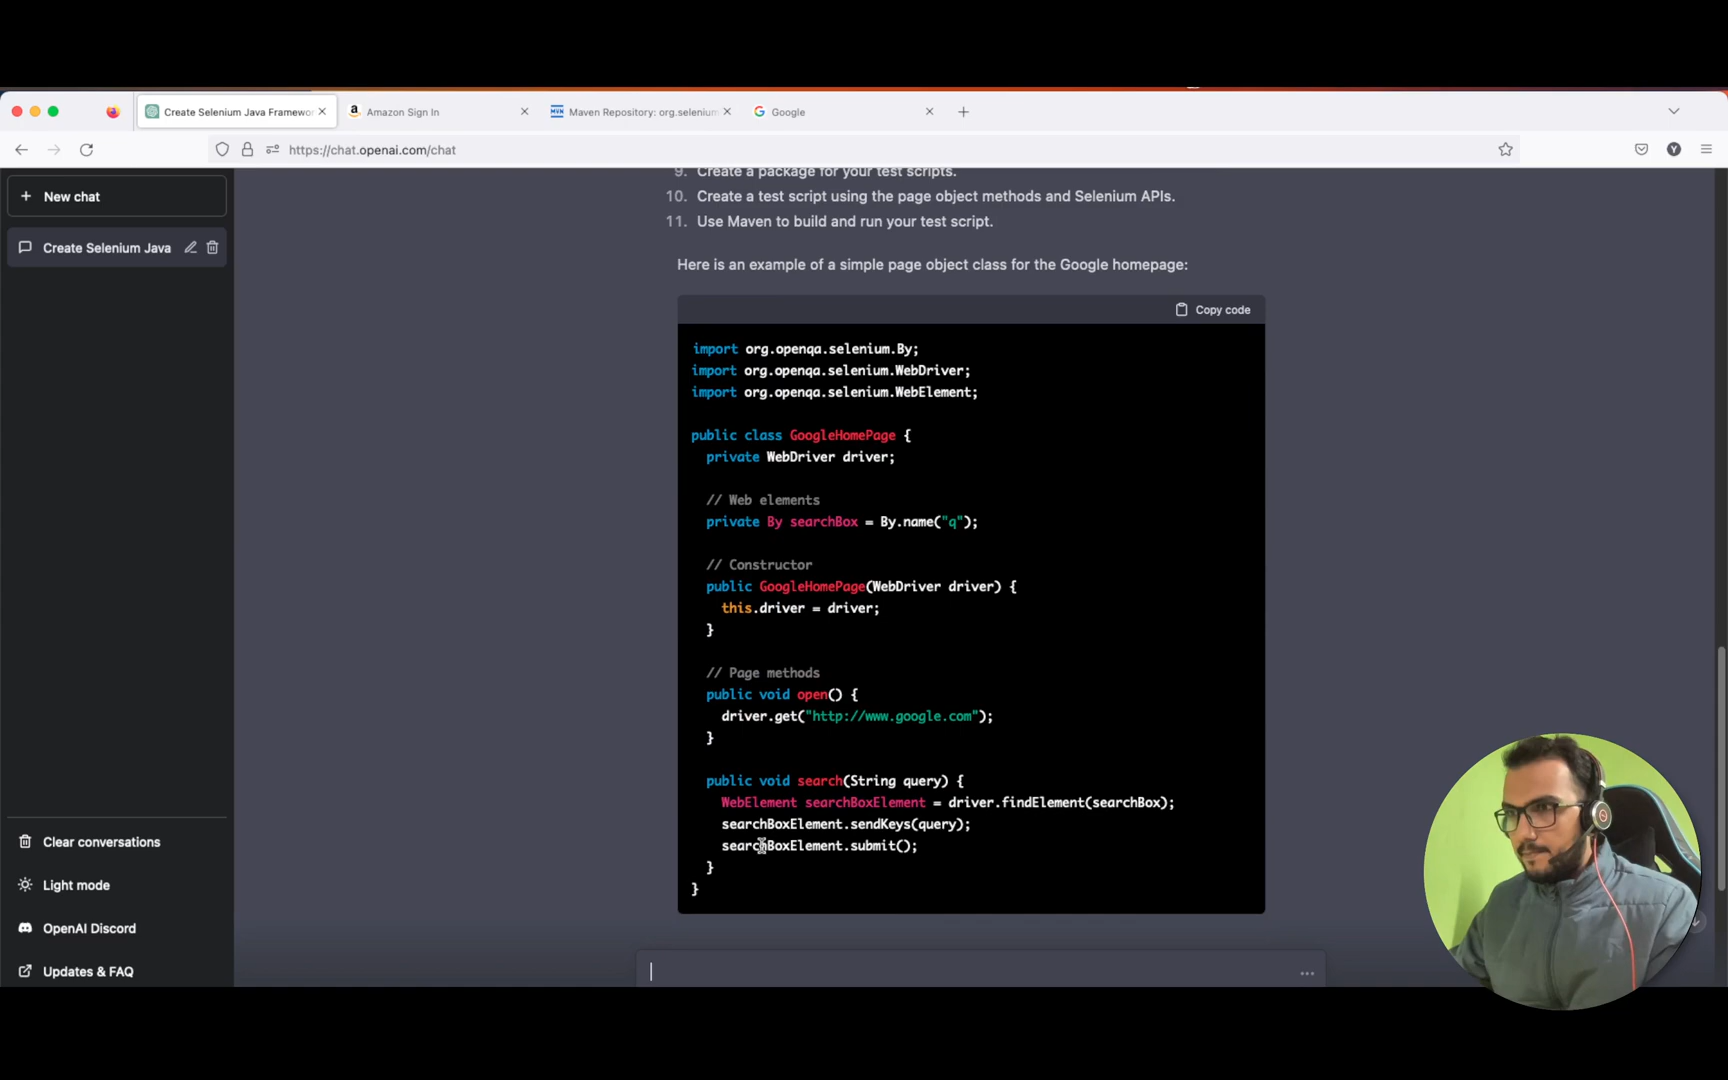 Create Selenium Java Framewor
Amazon Sign In
MVN Maven Repository: org.selenium
Google
https://chat.openai.com/chat
Y
New chat
Create Selenium Java
9. Create a package for your test scripts.
10. Create a test script using the page object methods and Selenium APIs.
11. Use Maven to build and run your test script.
Here is an example of a simple page object class for the Google homepage:
Copy code
import org.openqa.selenium.By;
import org.openqa.selenium.WebDriver;
import org.openqa.selenium.WebElement;
public class GoogleHomePage {
private WebDriver driver;
// Web elements
private By searchBox = By.name("q");
// Constructor
public GoogleHomePage(WebDriver driver) {
this.driver = driver;
}
// Page methods
public void open() {
driver.get("http://www.google.com");
}
public void search(String query) {
WebElement searchBoxElement = driver.findElement(searchBox);
searchBoxElement.sendKeys(query);
searchBoxElement.submit();
}
}
Clear conversations
Light mode
OpenAI Discord
Updates & FAQ